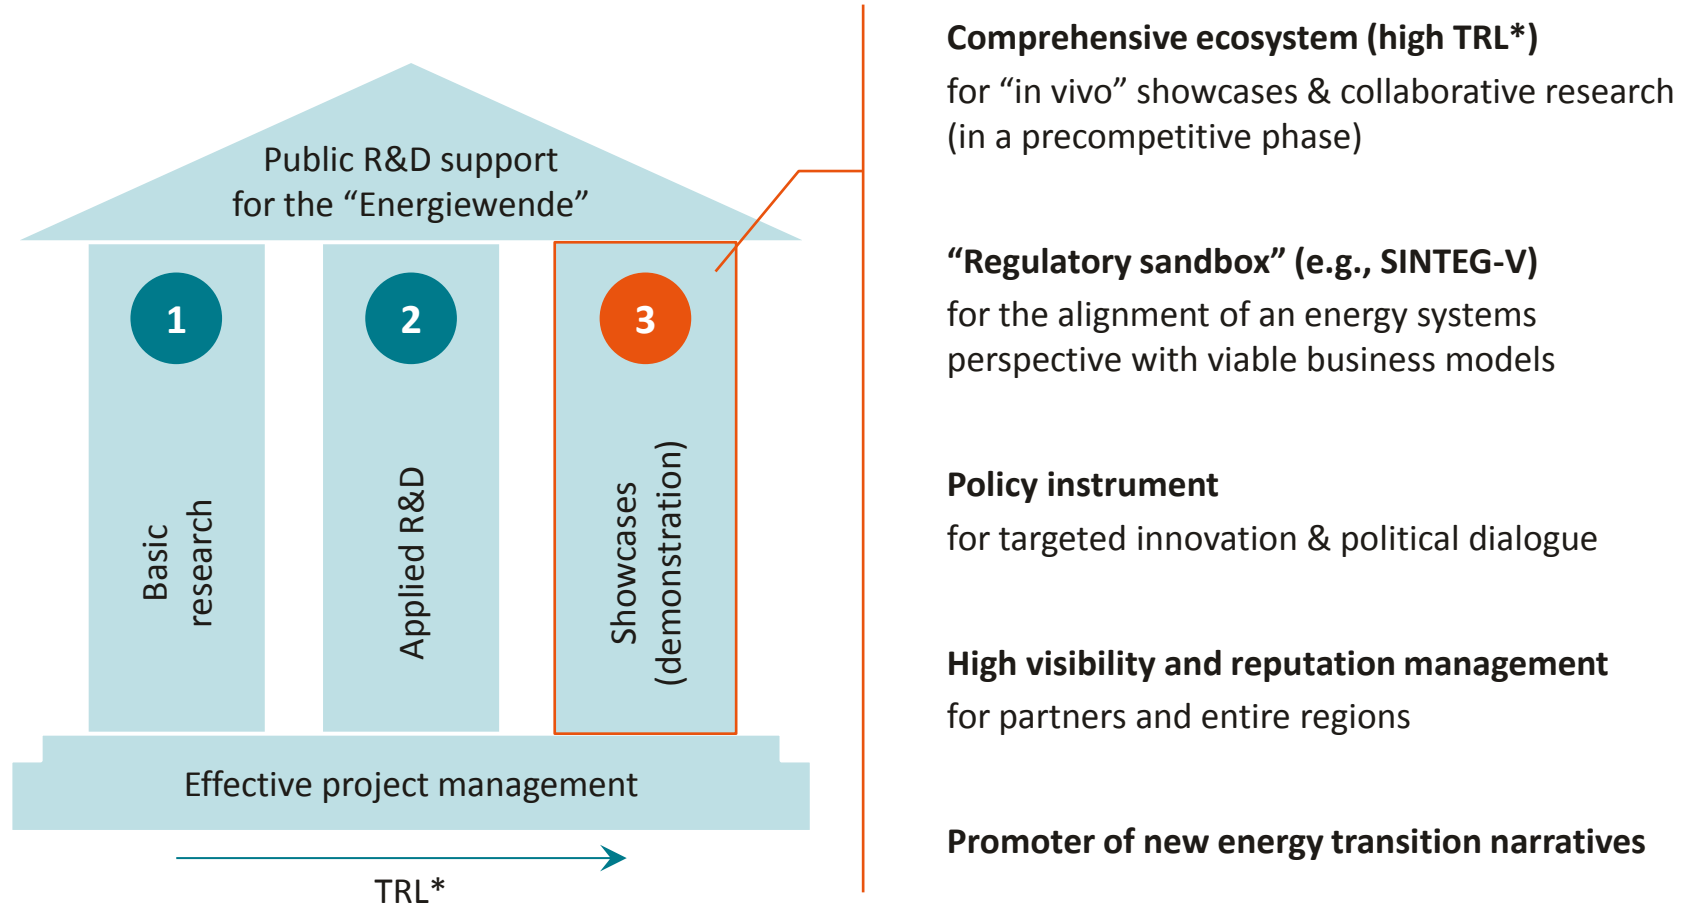 Public R&D support
for the “Energiewende”
1
2
3
Basic
research
Applied R&D
Showcases
(demonstration)
Effective project management
TRL*
Comprehensive ecosystem (high TRL*)
for “in vivo” showcases & collaborative research
(in a precompetitive phase)
“Regulatory sandbox” (e.g., SINTEG-V)
for the alignment of an energy systems
perspective with viable business models
Policy instrument
for targeted innovation & political dialogue
High visibility and reputation management
for partners and entire regions
Promoter of new energy transition narratives